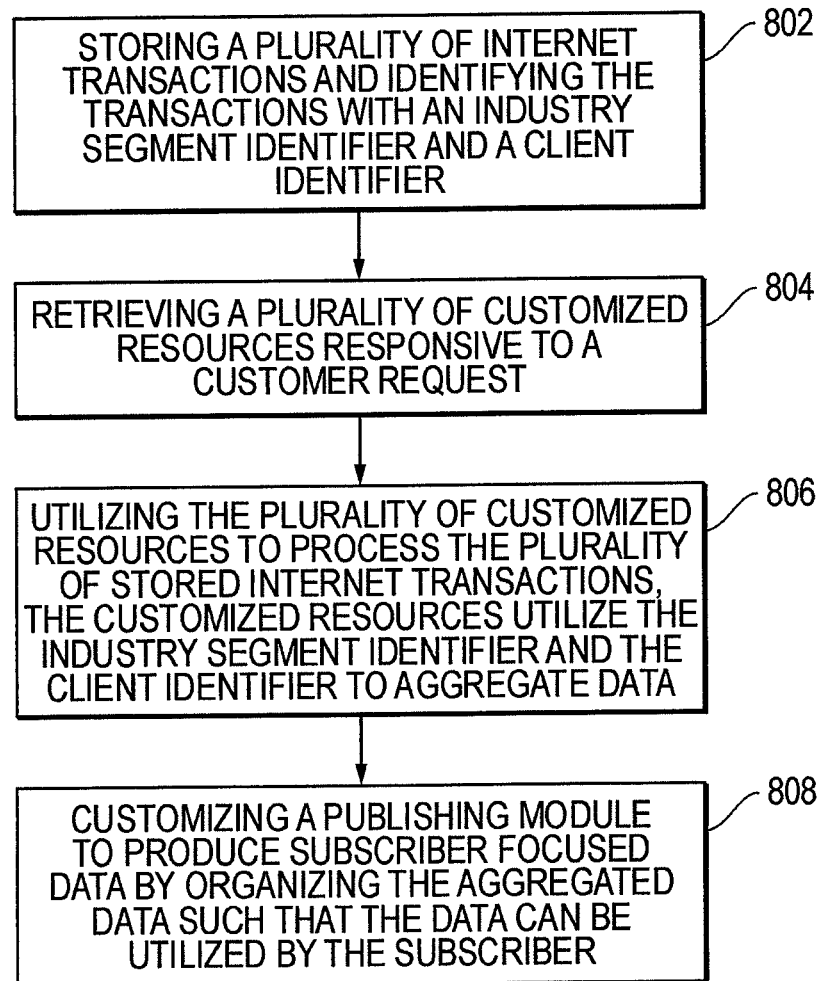 STORING A PLURALITY OF INTERNET
TRANSACTIONS AND IDENTIFYING THE
TRANSACTIONS WITH AN INDUSTRY
SEGMENT IDENTIFIER AND A CLIENT
IDENTIFIER
802
RETRIEVING A PLURALITY OF CUSTOMIZED
RESOURCES RESPONSIVE TO A
CUSTOMER REQUEST
804
UTILIZING THE PLURALITY OF CUSTOMIZED
RESOURCES TO PROCESS THE PLURALITY
OF STORED INTERNET TRANSACTIONS,
THE CUSTOMIZED RESOURCES UTILIZE THE
INDUSTRY SEGMENT IDENTIFIER AND THE
CLIENT IDENTIFIER TO AGGREGATE DATA
806
CUSTOMIZING A PUBLISHING MODULE
TO PRODUCE SUBSCRIBER FOCUSED
DATA BY ORGANIZING THE AGGREGATED
DATA SUCH THAT THE DATA CAN BE
UTILIZED BY THE SUBSCRIBER
808